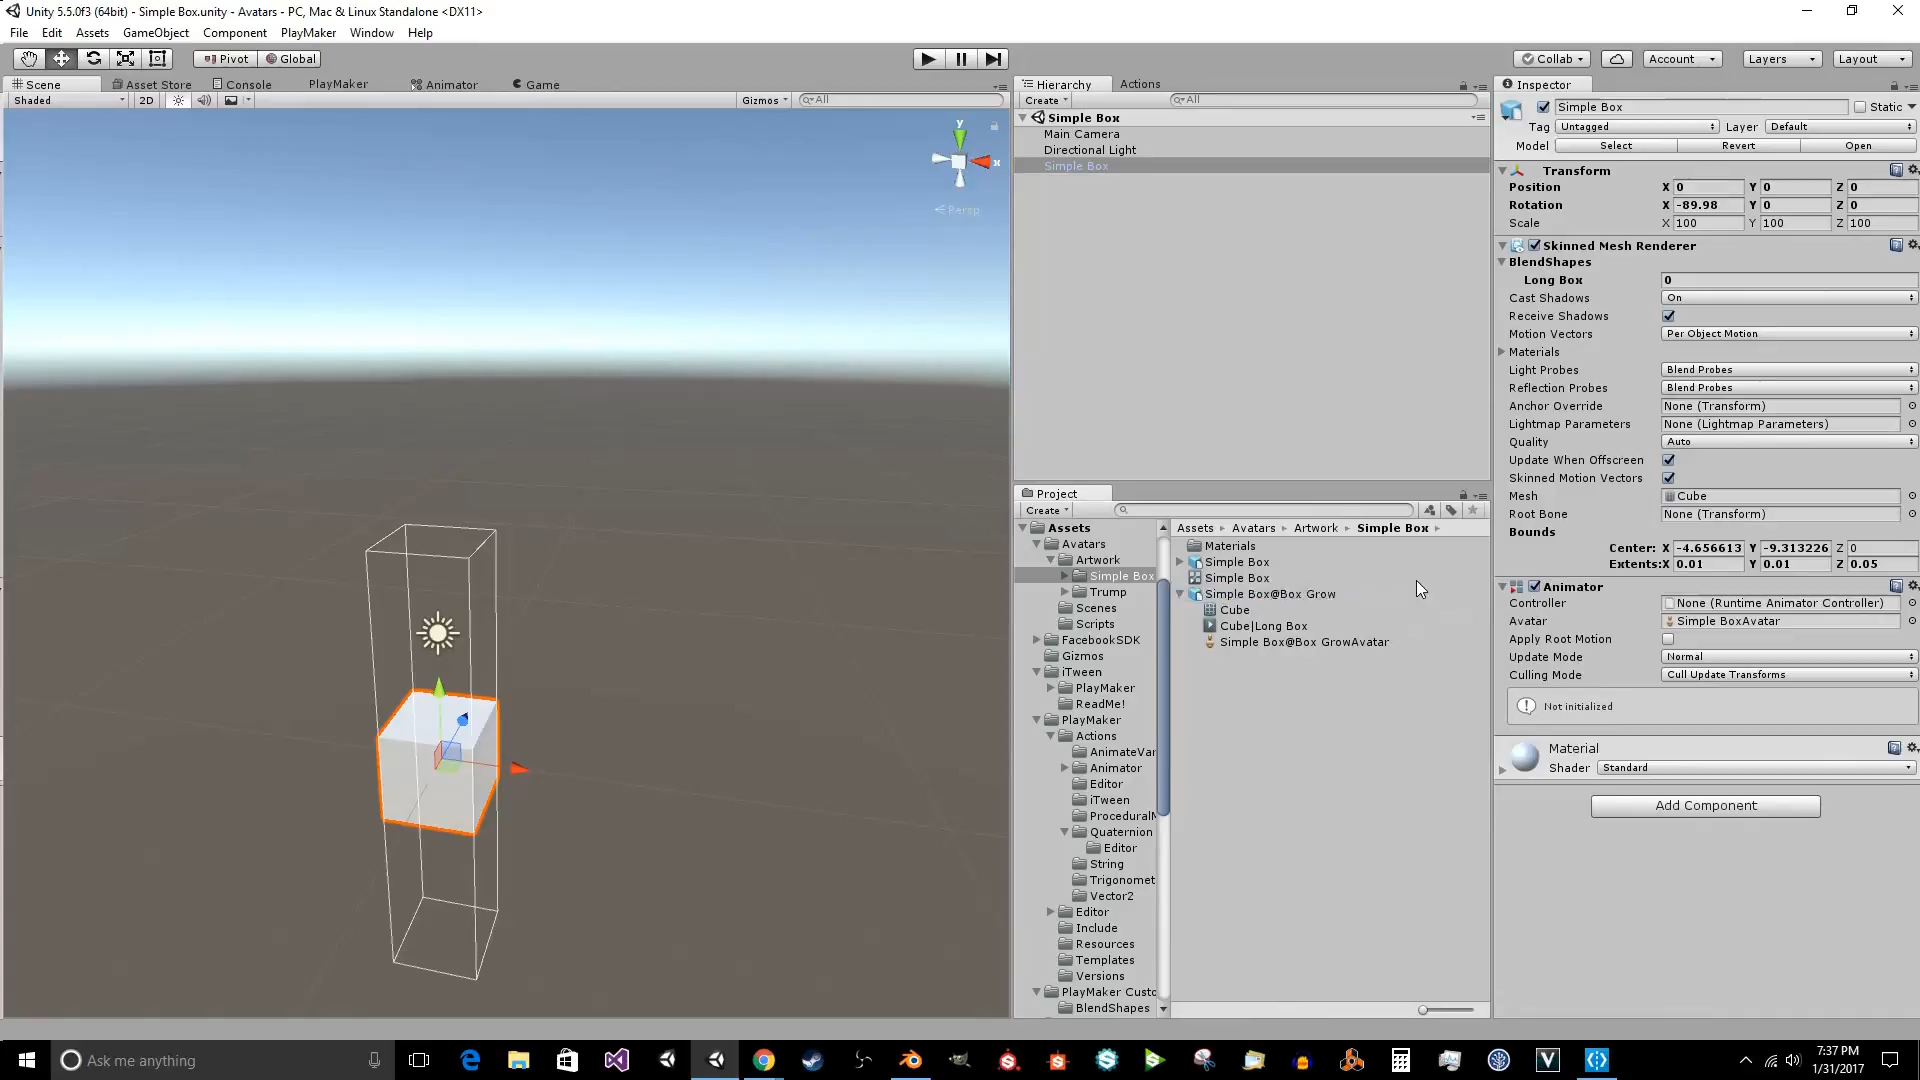 Unity 5.5.0f3 (64bit) - Simple Box.unity - Avatars - PC, Mac & Linux Standalone <DX11>
File Edit Assets GameObject Component PlayMaker Window Help
Pivot Global Collab Account Layers Layout
Scene Asset Store Console PlayMaker Animator Game
Shaded 2D Gizmos All
y
x
Persp
Hierarchy Actions
Create All
Simple Box
Main Camera
Directional Light
Simple Box
Project
Create
Assets
Avatars
Artwork
Simple Box
Trump
Scenes
Scripts
FacebookSDK
Gizmos
iTween
PlayMaker
ReadMe!
PlayMaker
Actions
AnimateVar
Animator
Editor
iTween
ProceduralM
Quaternion
Editor
String
Trigonomet
Vector2
Editor
Include
Resources
Templates
Versions
PlayMaker Custo
BlendShapes
Assets Avatars Artwork Simple Box
Materials
Simple Box
Simple Box
Simple Box@Box Grow
Cube
Cube|Long Box
Simple Box@Box GrowAvatar
Inspector
Simple Box Static
Tag Untagged Layer Default
Model Select Revert Open
Transform
Position X 0 Y 0 Z 0
Rotation X -89.98 Y 0 Z 0
Scale X 100 Y 100 Z 100
Skinned Mesh Renderer
BlendShapes
Long Box 0
Cast Shadows On
Receive Shadows
Motion Vectors Per Object Motion
Materials
Light Probes Blend Probes
Reflection Probes Blend Probes
Anchor Override None (Transform)
Lightmap Parameters None (Lightmap Parameters)
Quality Auto
Update When Offscreen
Skinned Motion Vectors
Mesh Cube
Root Bone None (Transform)
Bounds
Center: X -4.656613 Y -9.313226 Z 0
Extents: X 0.01 Y 0.01 Z 0.05
Animator
Controller None (Runtime Animator Controller)
Avatar Simple BoxAvatar
Apply Root Motion
Update Mode Normal
Culling Mode Cull Update Transforms
Not initialized
Material
Shader Standard
Add Component
Ask me anything
7:37 PM
1/31/2017